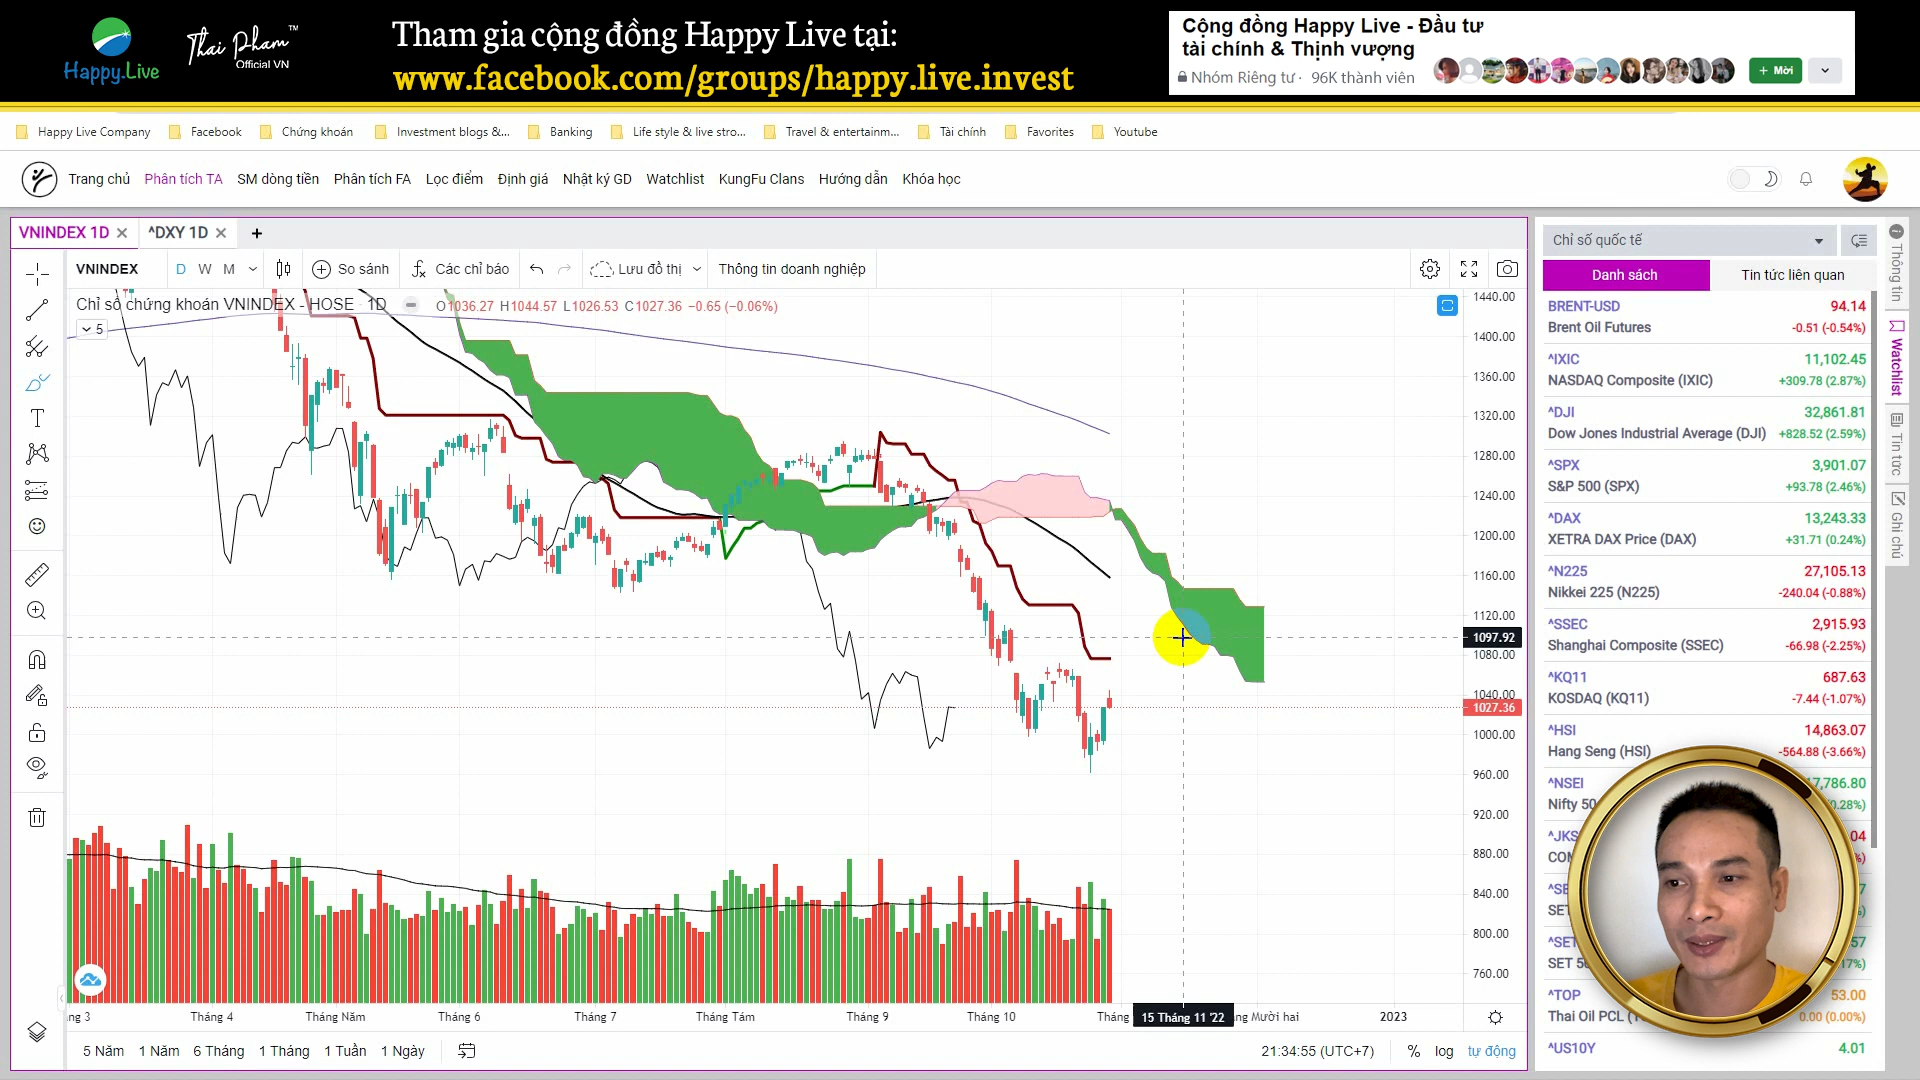 Happy.Live
Thai Pham™
Official VN
Tham gia cộng đồng Happy Live tại:
www.facebook.com/groups/happy.live.invest
Cộng đồng Happy Live - Đầu tư
tài chính & Thịnh vượng
Nhóm Riêng tư · 96K thành viên
+ Mời
Happy Live Company
Facebook
Chứng khoán
Investment blogs &...
Banking
Life style & live stro...
Travel & entertainm...
Tài chính
Favorites
Youtube
Trang chủ
Phân tích TA
SM dòng tiền
Phân tích FA
Lọc điểm
Định giá
Nhật ký GD
Watchlist
KungFu Clans
Hướng dẫn
Khóa học
VNINDEX 1D
^DXY 1D
VNINDEX
D
W
M
So sánh
Các chỉ báo
Lưu đồ thị
Thông tin doanh nghiệp
Chỉ số chứng khoán VNINDEX - HOSE 1D
O1036.27 H1044.57 L1026.53 C1027.36 −0.65 (−0.06%)
5
1440.00
1400.00
1360.00
1320.00
1280.00
1240.00
1200.00
1160.00
1120.00
1097.92
1080.00
1040.00
1027.36
1000.00
960.00
920.00
880.00
840.00
800.00
760.00
Tháng 4
Tháng Năm
Tháng 6
Tháng 7
Tháng Tám
Tháng 9
Tháng 10
15 Tháng 11 '22
Mười hai
2023
5 Năm
1 Năm
6 Tháng
1 Tháng
1 Tuần
1 Ngày
21:34:55 (UTC+7)
%
log
tự động
Chỉ số quốc tế
Danh sách
Tin tức liên quan
BRENT-USD 94.14
Brent Oil Futures -0.51 (-0.54%)
^IXIC 11,102.45
NASDAQ Composite (IXIC) +309.78 (2.87%)
^DJI 32,861.81
Dow Jones Industrial Average (DJI) +828.52 (2.59%)
^SPX 3,901.07
S&P 500 (SPX) +93.78 (2.46%)
^DAX 13,243.33
XETRA DAX Price (DAX) +31.71 (0.24%)
^N225 27,105.13
Nikkei 225 (N225) -240.04 (-0.88%)
^SSEC 2,915.93
Shanghai Composite (SSEC) -66.98 (-2.25%)
^KQ11 687.63
KOSDAQ (KQ11) -7.44 (-1.07%)
^HSI 14,863.07
Hang Seng (HSI) -564.88 (-3.66%)
^NSEI 17,786.80
Nifty 50
^TOP 53.00
Thai Oil PCL 0.00 (0.00%)
^US10Y 4.01
Thông tin
Watchlist
Tin tức
Ghi chú